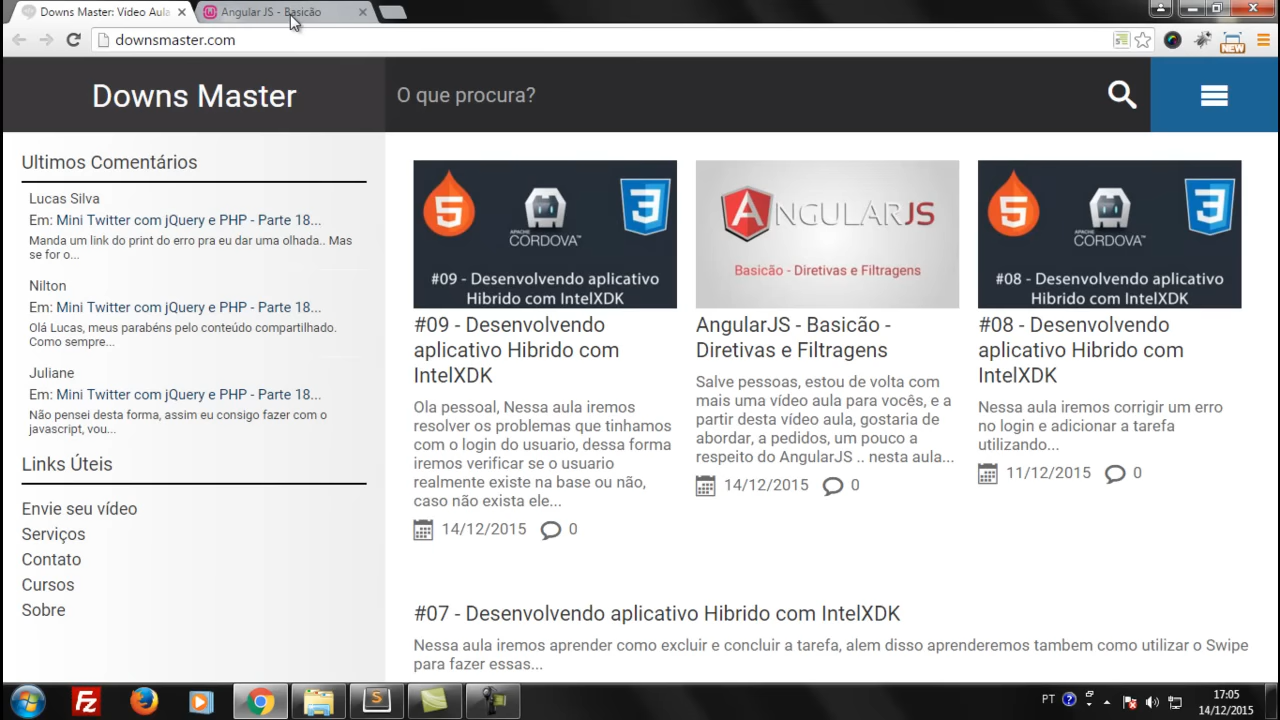 Downs Master: Vídeo Aula
Angular JS - Basicão
downsmaster.com
NEW
Downs Master
O que procura?
Ultimos Comentários
Lucas Silva
Em: Mini Twitter com jQuery e PHP - Parte 18...
Manda um link do print do erro pra eu dar uma olhada.. Mas
se for o...
Nilton
Em: Mini Twitter com jQuery e PHP - Parte 18...
Olá Lucas, meus parabéns pelo conteúdo compartilhado.
Como sempre...
Juliane
Em: Mini Twitter com jQuery e PHP - Parte 18...
Não pensei desta forma, assim eu consigo fazer com o
javascript, vou...
Links Úteis
Envie seu vídeo
Serviços
Contato
Cursos
Sobre
5
APACHE
CORDOVA™
3
#09 - Desenvolvendo aplicativo
Hibrido com IntelXDK
#09 - Desenvolvendo
aplicativo Hibrido com
IntelXDK
Ola pessoal, Nessa aula iremos
resolver os problemas que tinhamos
com o login do usuario, dessa forma
iremos verificar se o usuario
realmente existe na base ou não,
caso não exista ele...
14/12/2015 0
ANGULARJS
Basicão - Diretivas e Filtragens
AngularJS - Basicão -
Diretivas e Filtragens
Salve pessoas, estou de volta com
mais uma vídeo aula para vocês, e a
partir desta vídeo aula, gostaria de
abordar, a pedidos, um pouco a
respeito do AngularJS .. nesta aula...
14/12/2015 0
5
APACHE
CORDOVA™
3
#08 - Desenvolvendo aplicativo
Hibrido com IntelXDK
#08 - Desenvolvendo
aplicativo Hibrido com
IntelXDK
Nessa aula iremos corrigir um erro
no login e adicionar a tarefa
utilizando...
11/12/2015 0
#07 - Desenvolvendo aplicativo Hibrido com IntelXDK
Nessa aula iremos aprender como excluir e concluir a tarefa, alem disso aprenderemos tambem como utilizar o Swipe
para fazer essas...
Fz
S
PT
17:05
14/12/2015